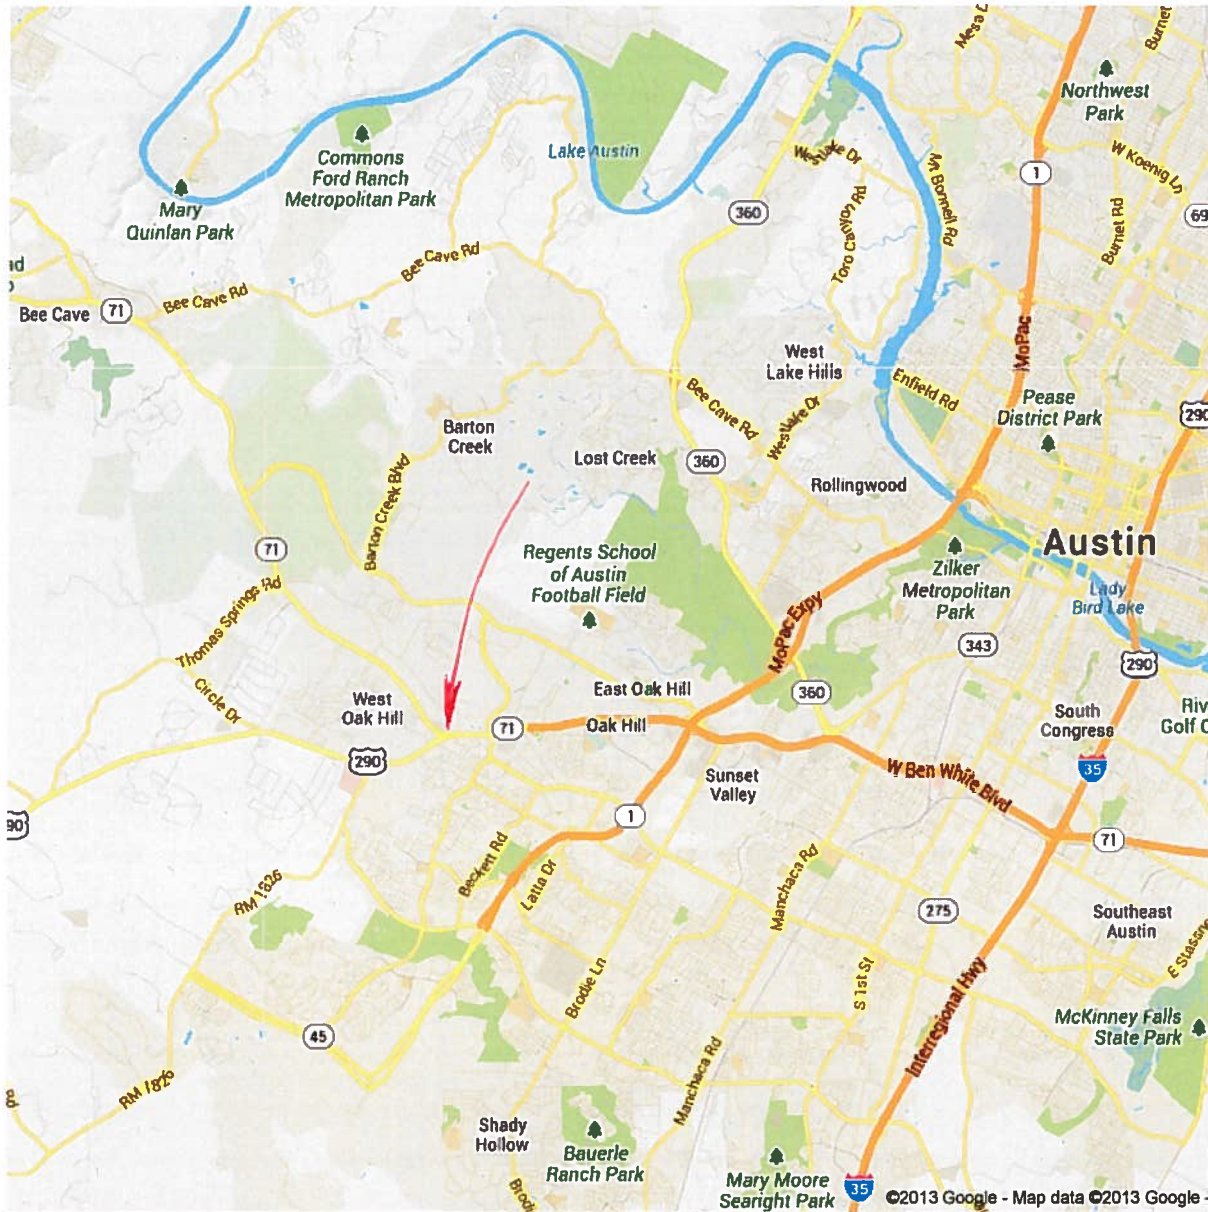 Mesa D
Burnet
Northwest
Park
W Koenig Ln
1
69
Burnet Rd
Commons
Ford Ranch
Metropolitan Park
Lake Austin
Westlake Dr
Mt Bonnell Rd
Toro Canyon Rd
360
Mary
Quinlan Park
Bee Cave Rd
Bee Cave Rd
ad
Bee Cave
71
MoPac
West
Lake Hills
Enfield Rd
Pease
District Park
290
Bee Cave Rd
Westlake Dr
Barton
Creek
Lost Creek
360
Rollingwood
Barton Creek Blvd
71
Regents School
of Austin
Football Field
Austin
Zilker
Metropolitan
Park
Lady
Bird Lake
Thomas Springs Rd
MoPac Expy
343
290
Circle Dr
West
Oak Hill
East Oak Hill
360
71
Oak Hill
South
Congress
Riv
Golf C
290
Sunset
Valley
W Ben White Blvd
35
90
1
71
Beckett Rd
Latta Dr
Manchaca Rd
RM 1826
275
Southeast
Austin
E Stassne
Brodie Ln
S 1st St
Interregional Hwy
McKinney Falls
State Park
45
RM 1826
Manchaca Rd
Shady
Hollow
Bauerle
Ranch Park
Mary Moore
Searight Park
35
Brodi
©2013 Google - Map data ©2013 Google -